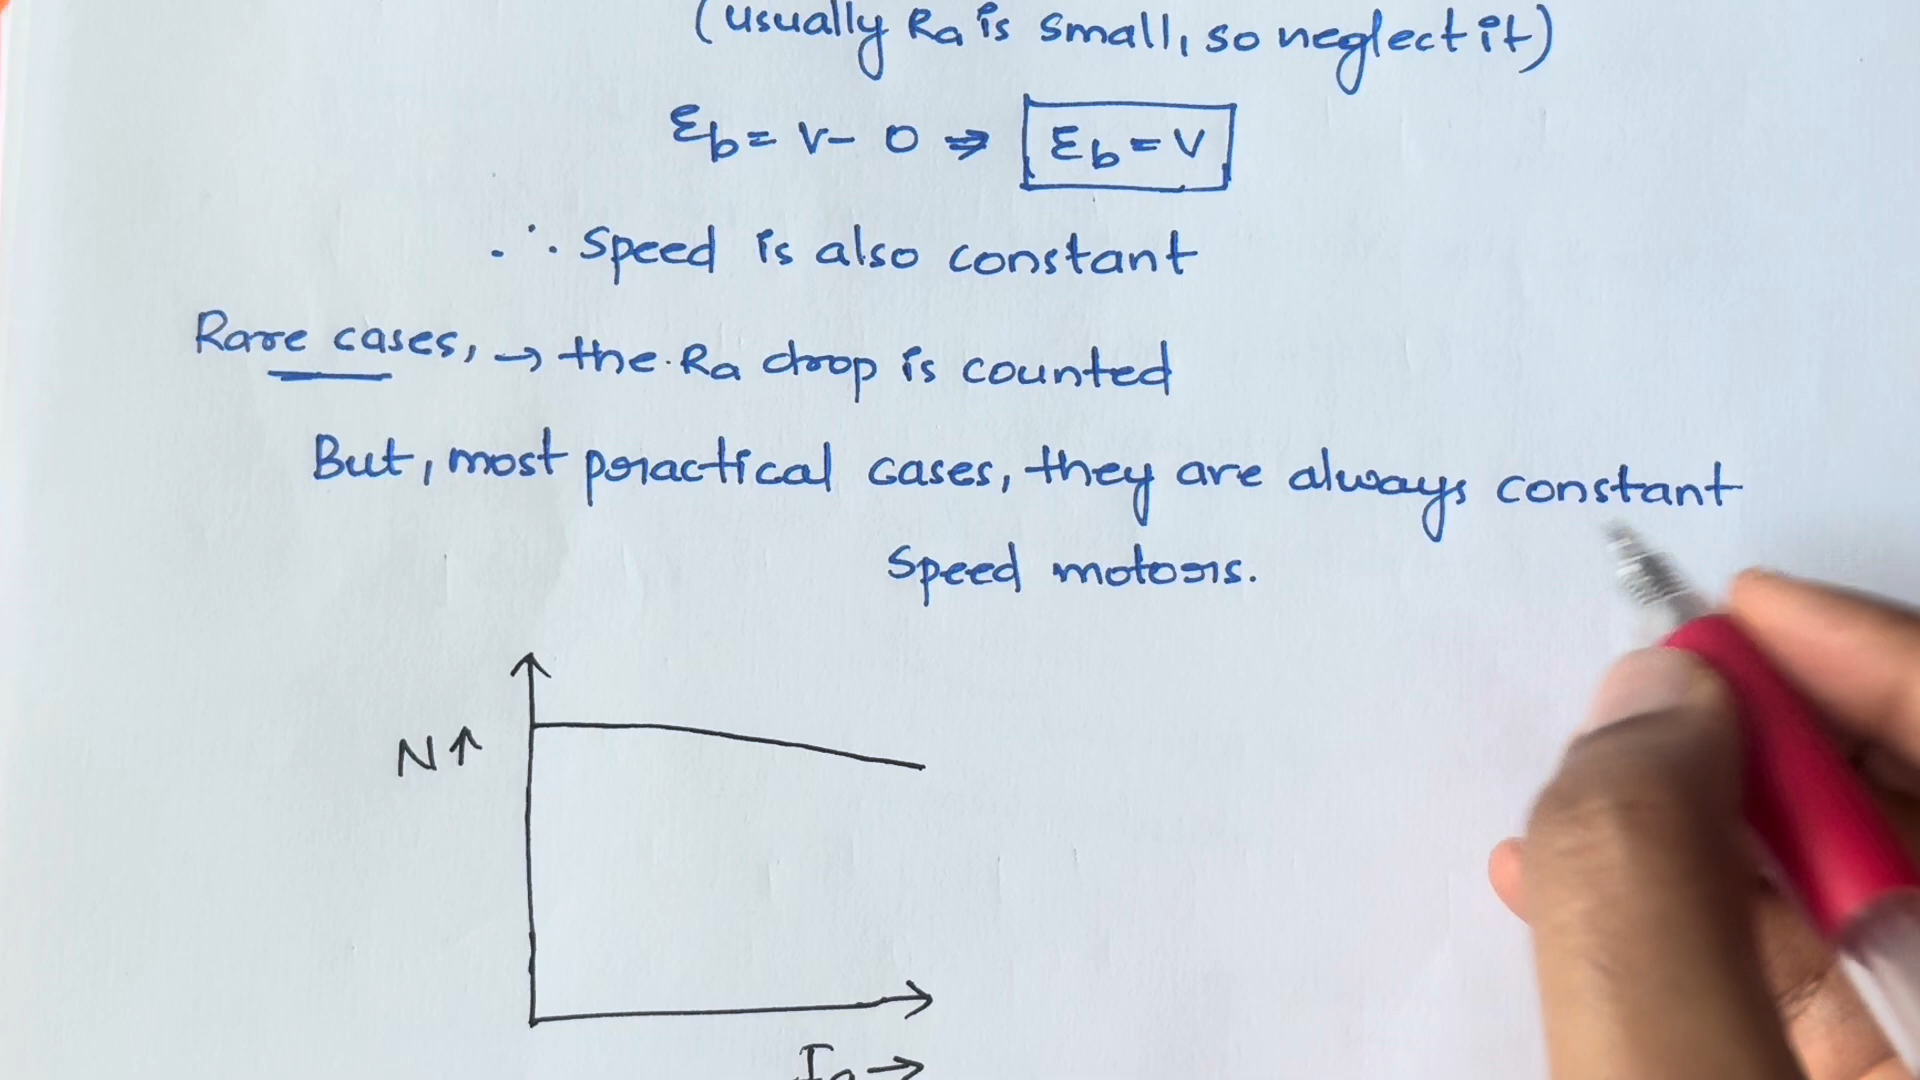 (usually Ra is small, so neglect it)
Eb = V - 0 ⇒ Eb = V
∴ Speed is also constant
Rare cases, → the Ra drop is counted
But, most practical cases, they are always constant
Speed motors.
N↑
Ia →